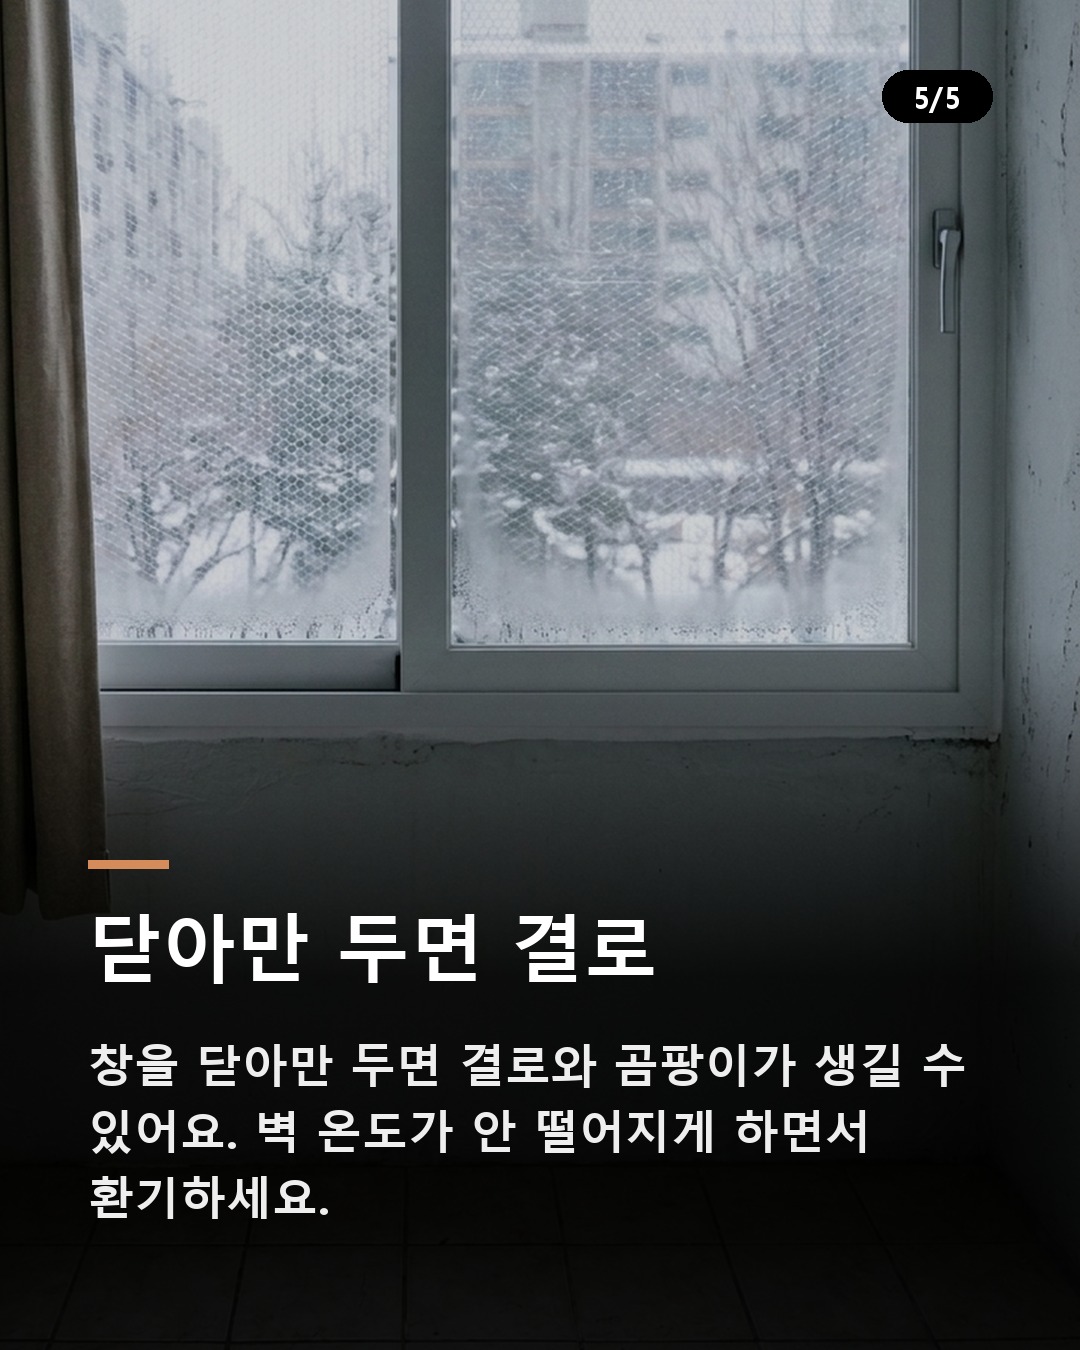 5/5
닫아만 두면 결로
창을 닫아만 두면 결로와 곰팡이가 생길 수
있어요. 벽 온도가 안 떨어지게 하면서
환기하세요.